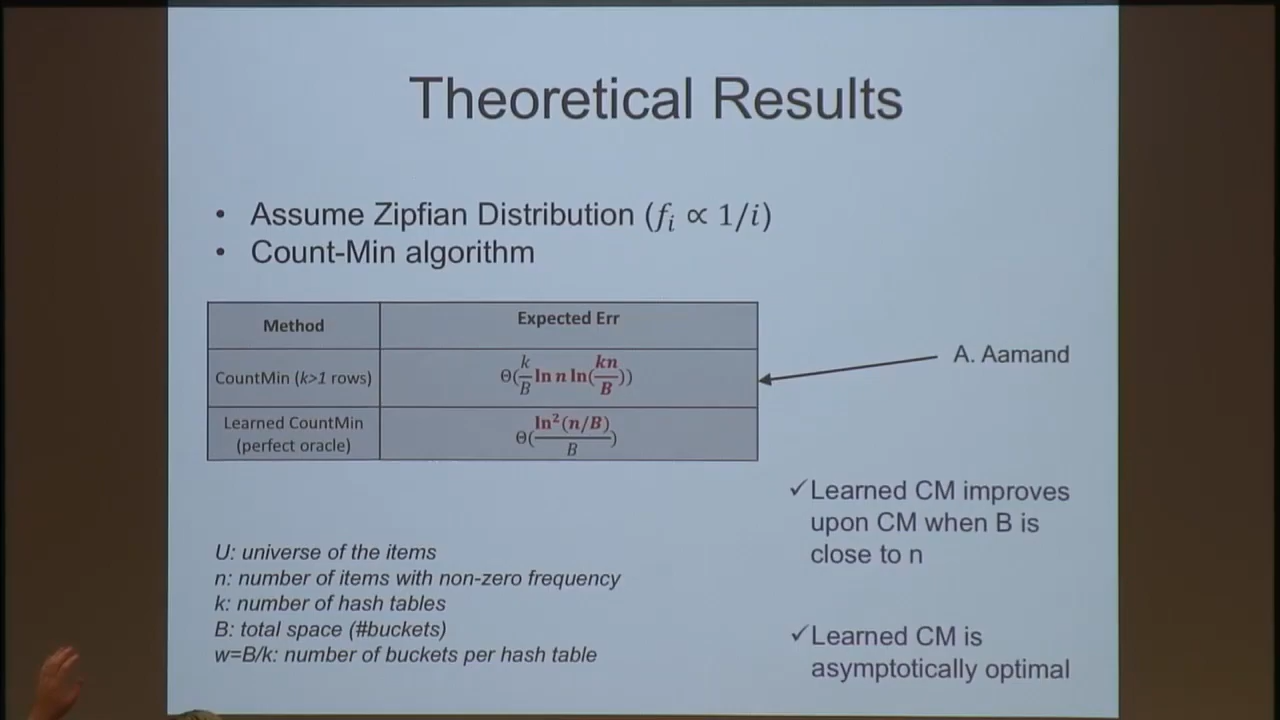 Theoretical Results
• Assume Zipfian Distribution (fᵢ ∝ 1/i)
• Count-Min algorithm
Method Expected Err
CountMin (k>1 rows) Θ(k/B ln n ln(kn/B))
Learned CountMin (perfect oracle) Θ(ln²(n/B)/B)
A. Aamand
✓Learned CM improves
upon CM when B is
close to n
✓Learned CM is
asymptotically optimal
U: universe of the items
n: number of items with non-zero frequency
k: number of hash tables
B: total space (#buckets)
w=B/k: number of buckets per hash table